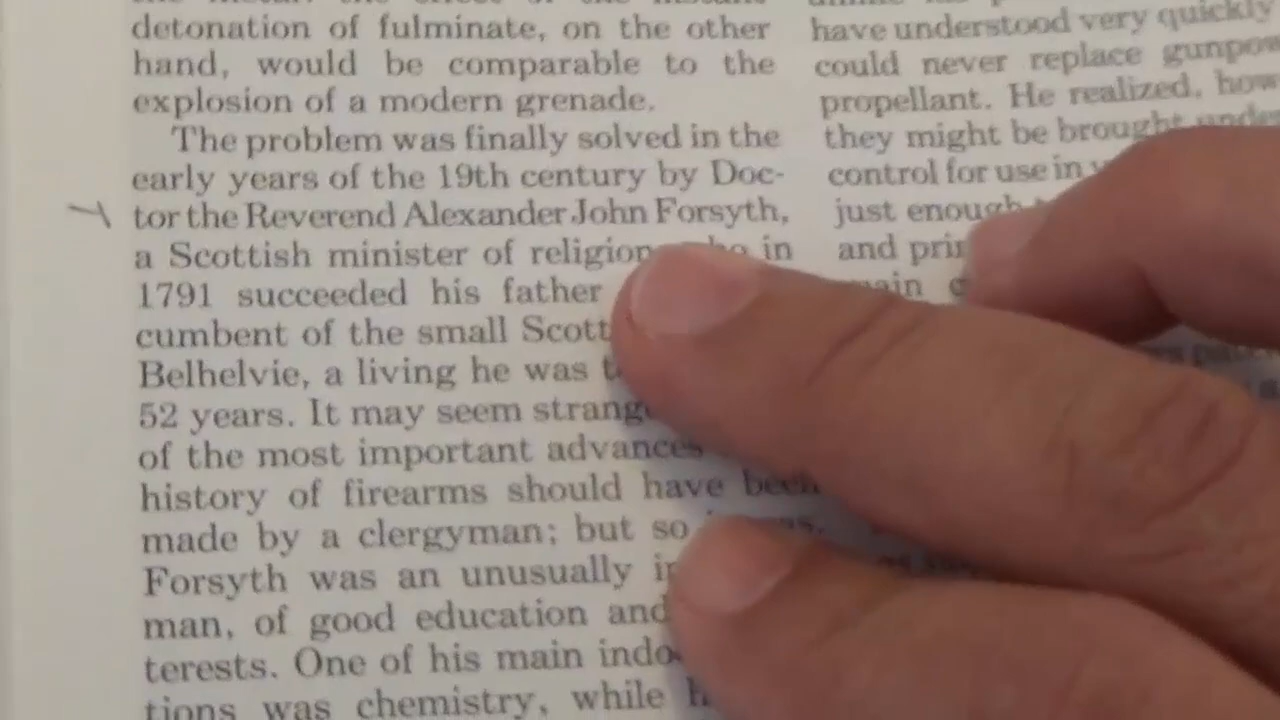 detonation of fulminate, on the other
hand, would be comparable to the
explosion of a modern grenade.
The problem was finally solved in the
early years of the 19th century by Doc-
tor the Reverend Alexander John Forsyth,
a Scottish minister of religion in
1791 succeeded his father
cumbent of the small
Belhelvie, a living he was
52 years. It may seem
of the most important advances
history of firearms should have been
made by a clergyman; but so
Forsyth was an unusually
man, of good education and
terests. One of his main
tions was chemistry, while
have understood very quickly
could never replace
propellant. He realized,
they might be brought
control for use in
just enough
and